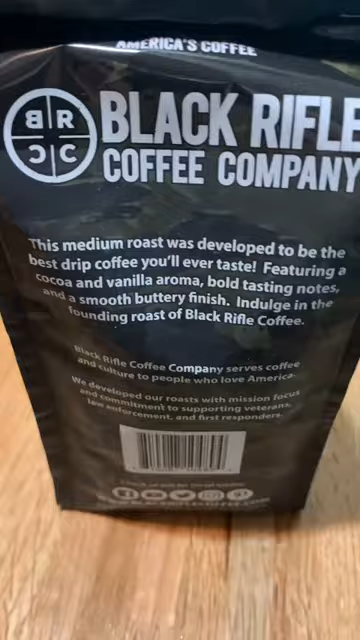 AMERICA'S COFFEE
B R
C C
BLACK RIFLE
COFFEE COMPANY
This medium roast was developed to be the
best drip coffee you'll ever taste! Featuring a
cocoa and vanilla aroma, bold tasting notes,
and a smooth buttery finish. Indulge in the
founding roast of Black Rifle Coffee.
Black Rifle Coffee Company serves coffee
and culture to people who love America.
We developed our roasts with mission focus
and commitment to supporting veterans,
law enforcement, and first responders.